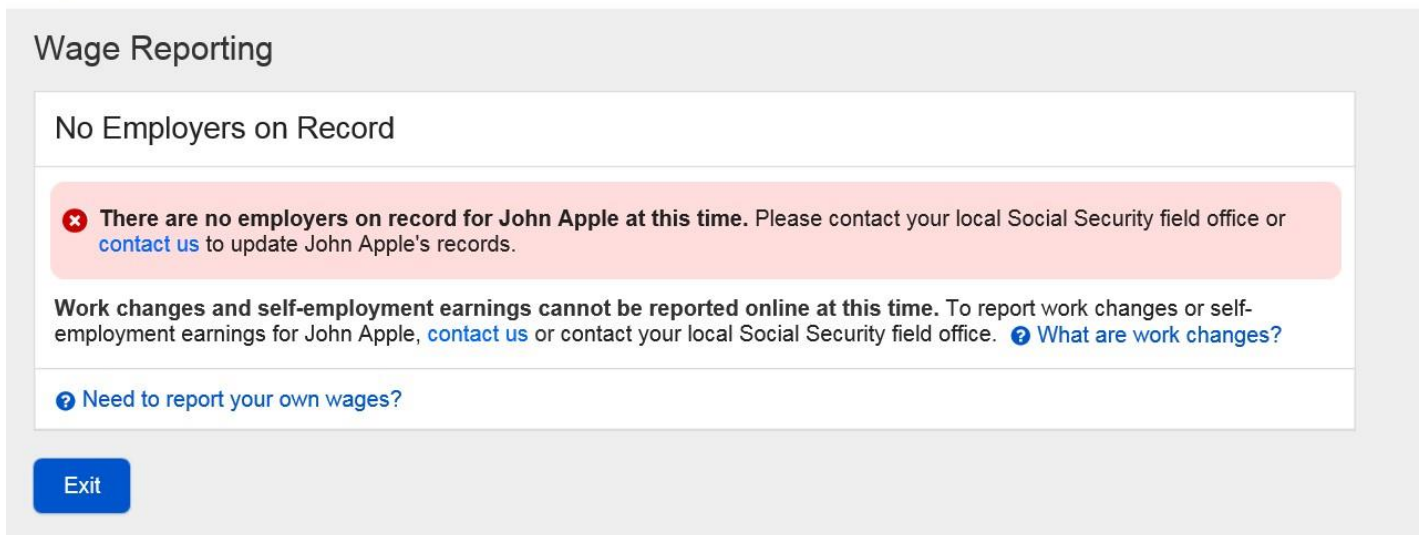 Wage Reporting
No Employers on Record
There are no employers on record for John Apple at this time. Please contact your local Social Security field office or
contact us to update John Apple's records.
Work changes and self-employment earnings cannot be reported online at this time. To report work changes or self-
employment earnings for John Apple, contact us or contact your local Social Security field office. What are work changes?
Need to report your own wages?
Exit